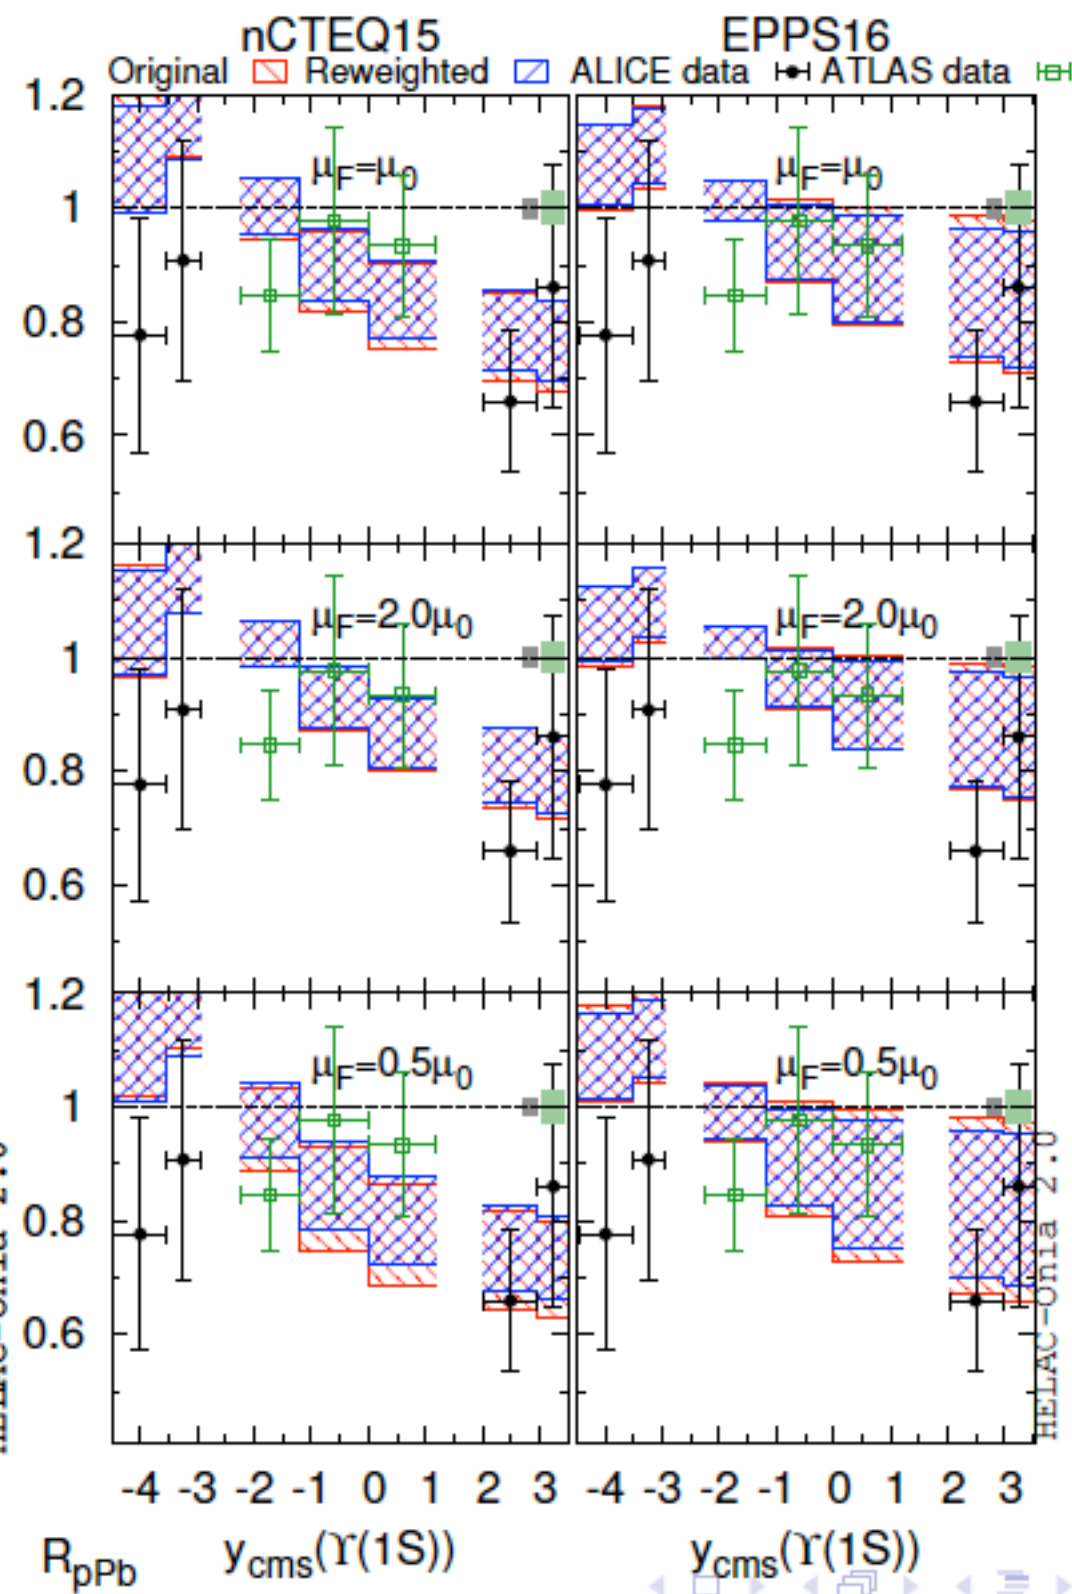 nCTEQ15 EPPS16
Original Reweighted ALICE data ATLAS data
1.2
μF=μ0 μF=μ0
1
0.8
0.6
1.2
μF=2.0μ0 μF=2.0μ0
1
0.8
0.6
1.2
μF=0.5μ0 μF=0.5μ0
1
0.8
0.6
HELAC-Onia 2.0
-4 -3 -2 -1 0 1 2 3 -4 -3 -2 -1 0 1 2 3
RpPb ycms(ϒ(1S)) ycms(ϒ(1S))